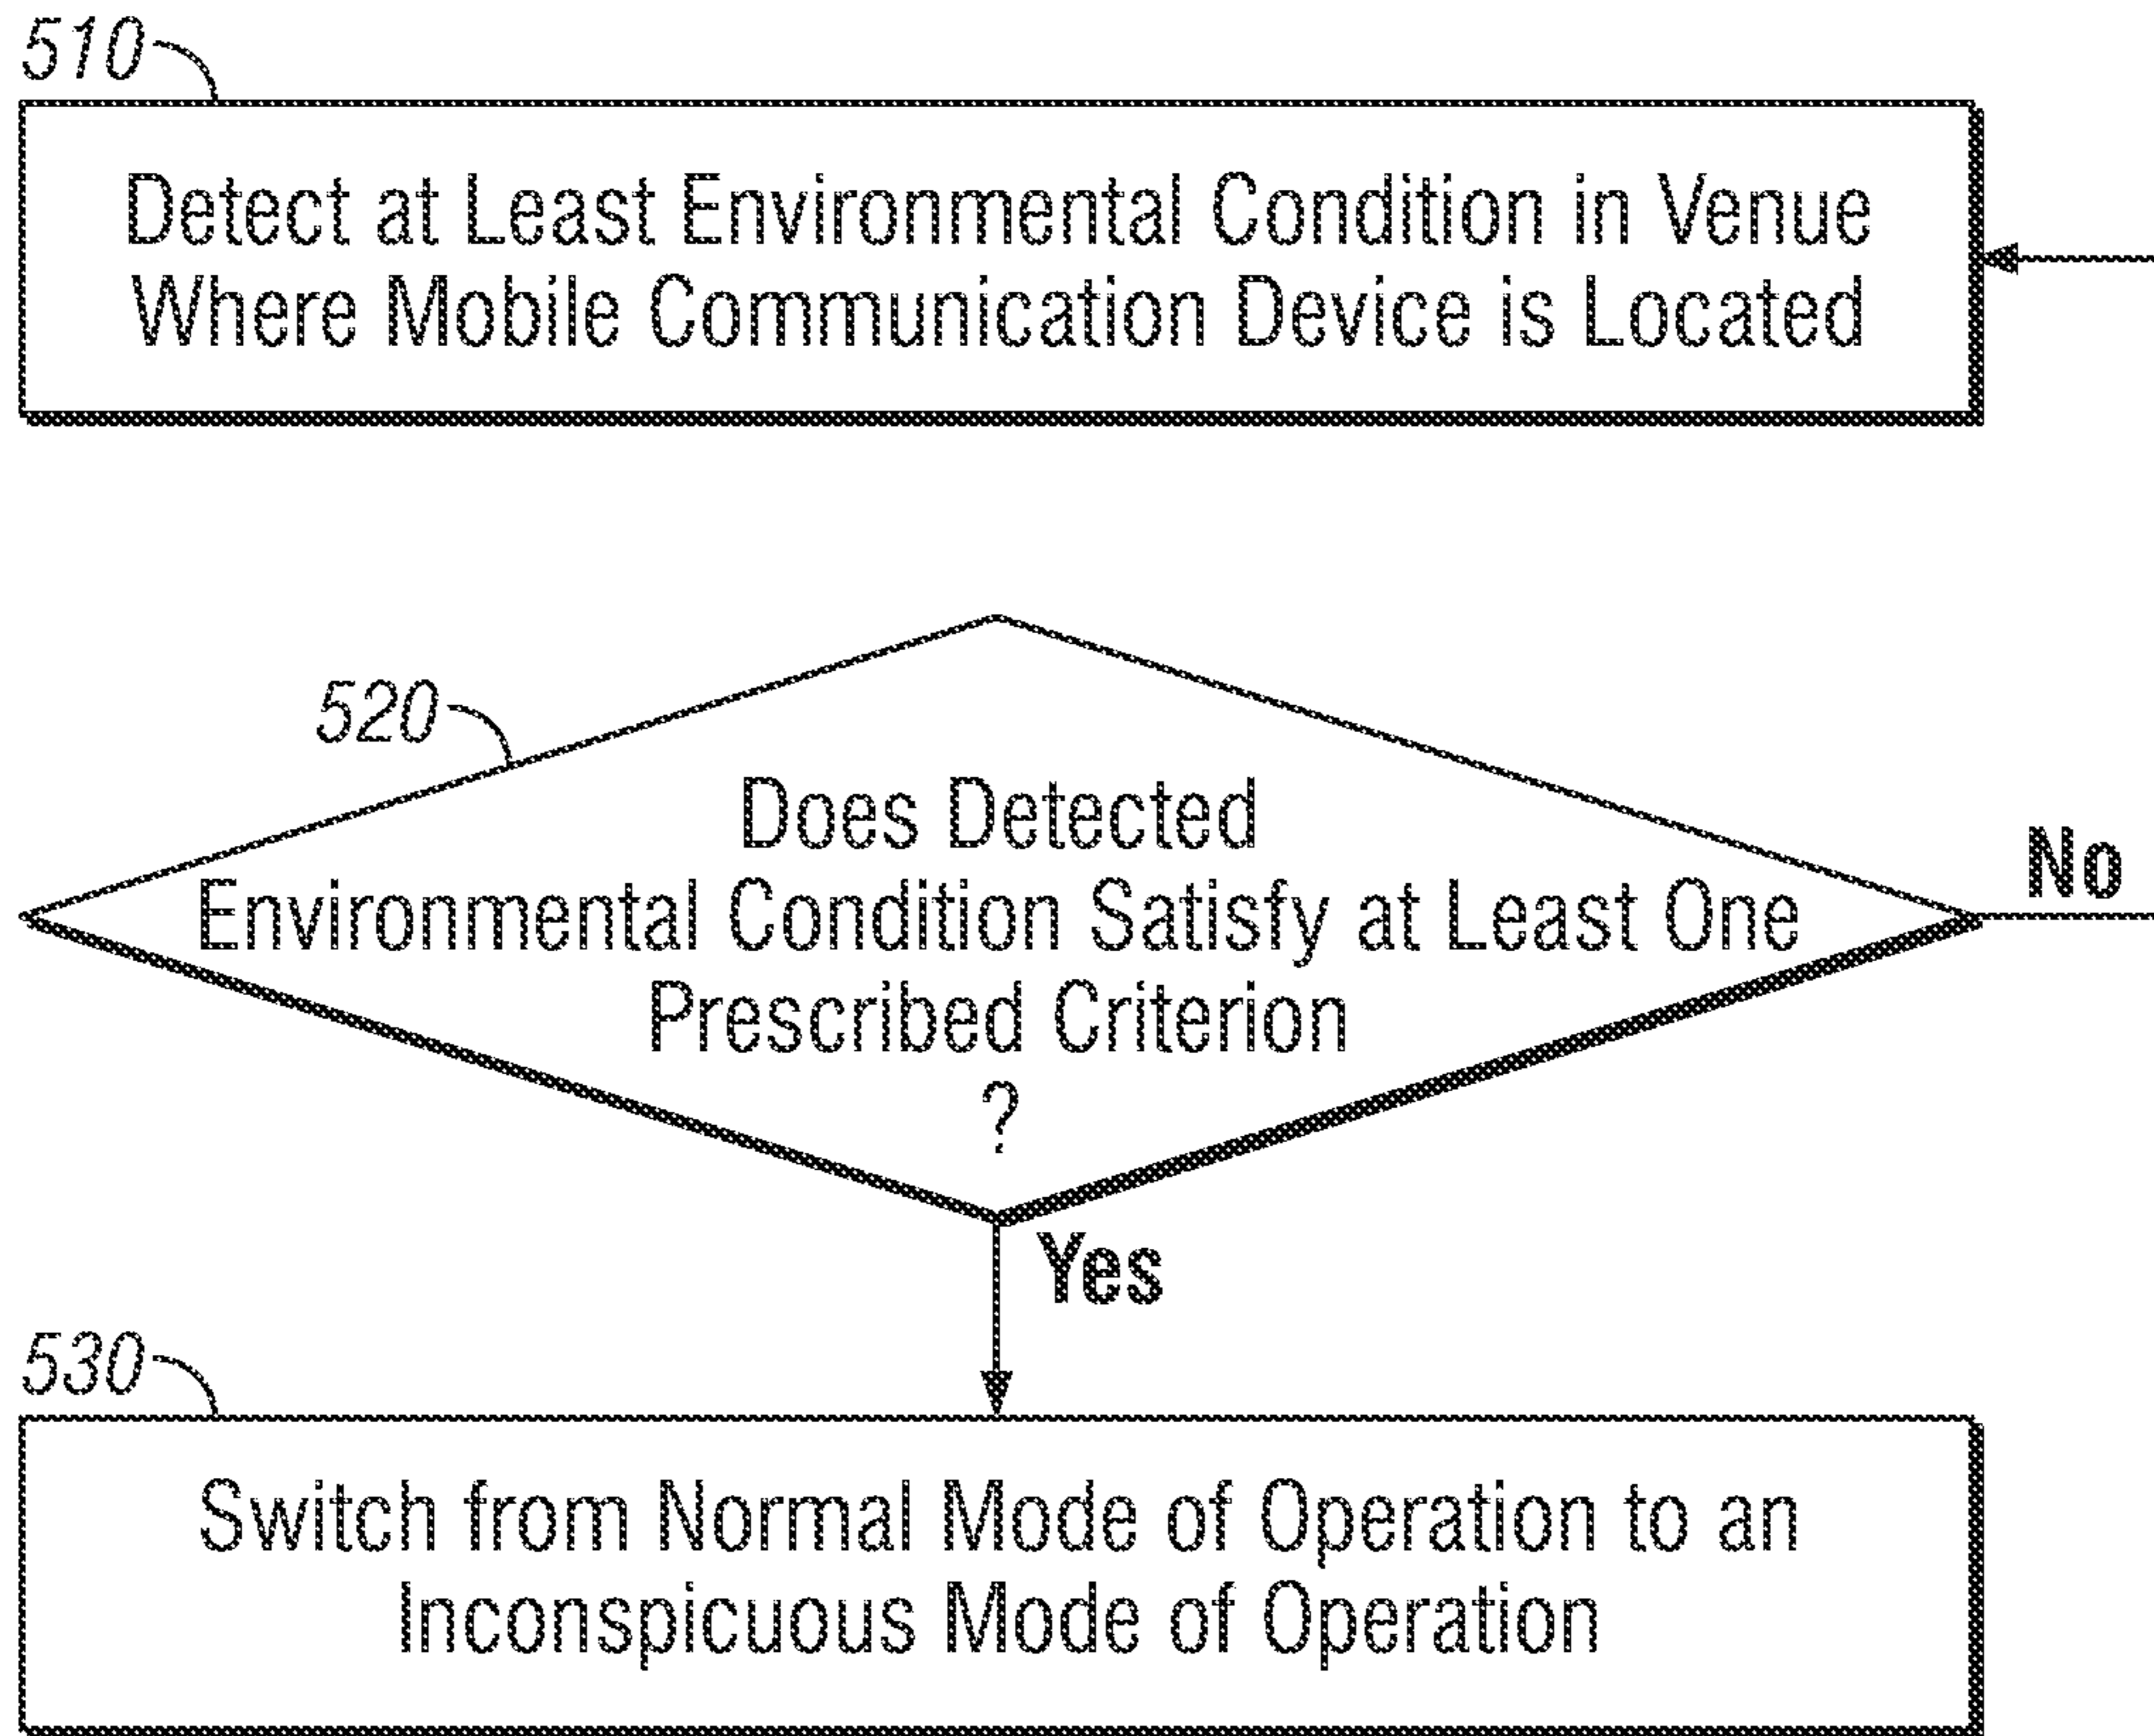 510
Detect at Least Environmental Condition in Venue
Where Mobile Communication Device is Located
520
Does Detected
Environmental Condition Satisfy at Least One
Prescribed Criterion
?
No
Yes
530
Switch from Normal Mode of Operation to an
Inconspicuous Mode of Operation